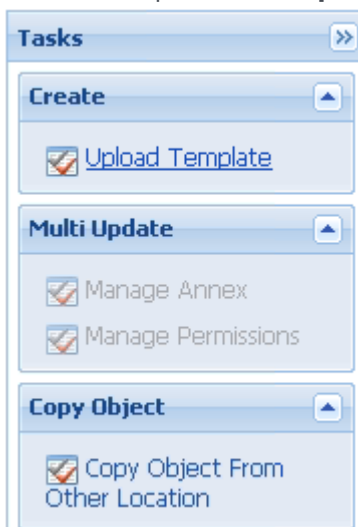 Tasks
Create
Upload Template
Multi Update
Manage Annex
Manage Permissions
Copy Object
Copy Object From
Other Location